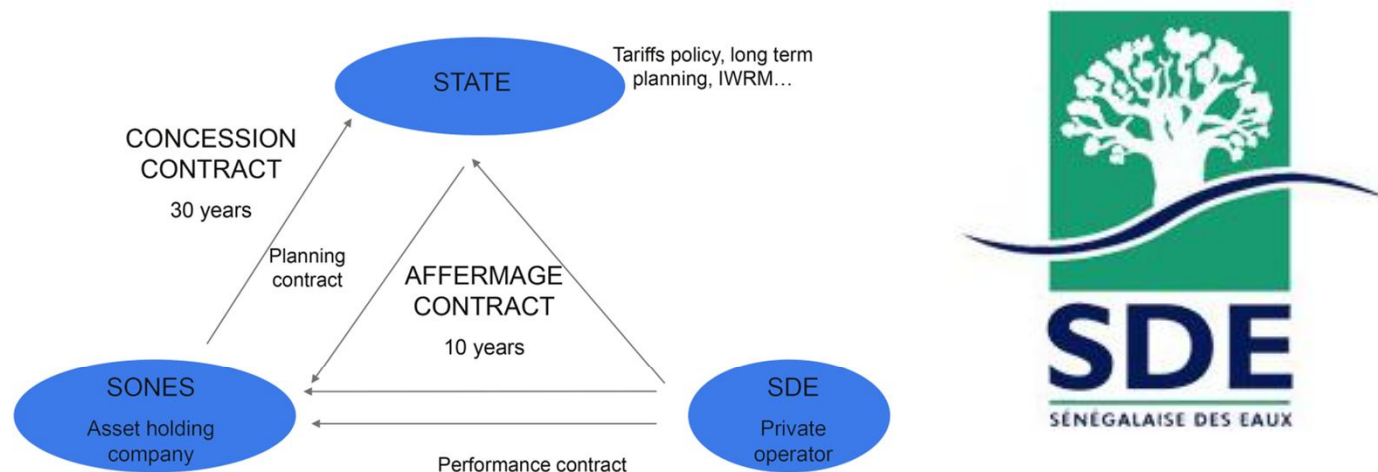 STATE
Tariffs policy, long term
planning, IWRM…
CONCESSION
CONTRACT
30 years
Planning
contract
AFFERMAGE
CONTRACT
10 years
SONES
Asset holding
company
SDE
Private
operator
Performance contract
SDE
SÉNÉGALAISE DES EAUX